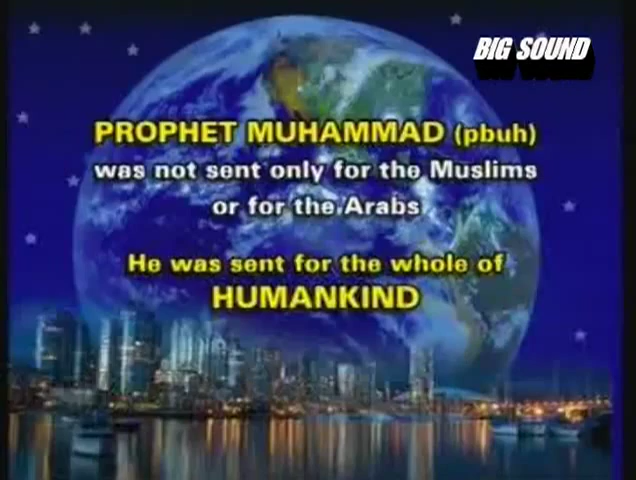 BIG SOUND
PROPHET MUHAMMAD (pbuh)
was not sent only for the Muslims
or for the Arabs
He was sent for the whole of
HUMANKIND